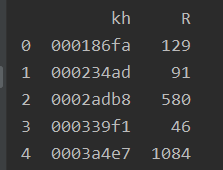 kh R
0 000186fa 129
1 000234ad 91
2 0002adb8 580
3 000339f1 46
4 0003a4e7 1084